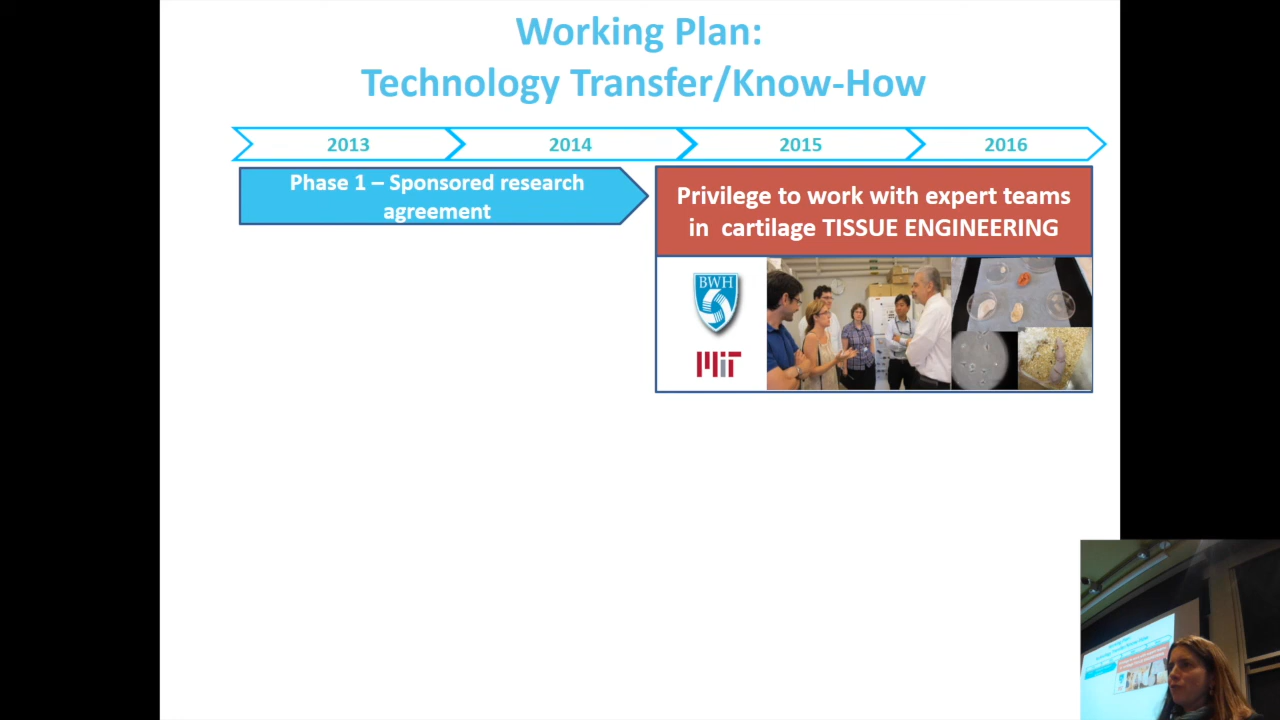 Working Plan:
Technology Transfer/Know-How
2013
2014
2015
2016
Phase 1 – Sponsored research
agreement
Privilege to work with expert teams
in cartilage TISSUE ENGINEERING
BWH
MIT